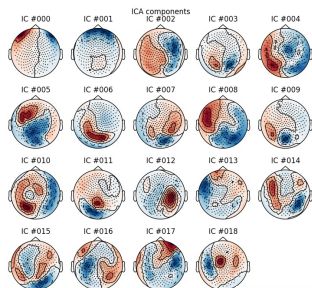 ICA components
IC #000 IC #001 IC #002 IC #003 IC #004
IC #005 IC #006 IC #007 IC #008 IC #009
IC #010 IC #011 IC #012 IC #013 IC #014
IC #015 IC #016 IC #017 IC #018